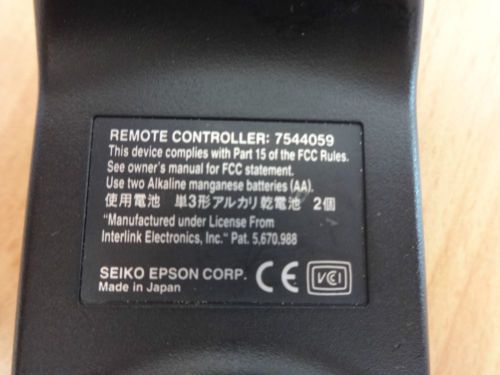 REMOTE CONTROLLER: 7544059
This device complies with Part 15 of the FCC Rules.
See owner's manual for FCC statement.
Use two Alkaline manganese batteries (AA).
使用電池 単3形アルカリ乾電池 2個
"Manufactured under License From
Interlink Electronics, Inc." Pat. 5,670,988
SEIKO EPSON CORP.
Made in Japan
CE
VCI